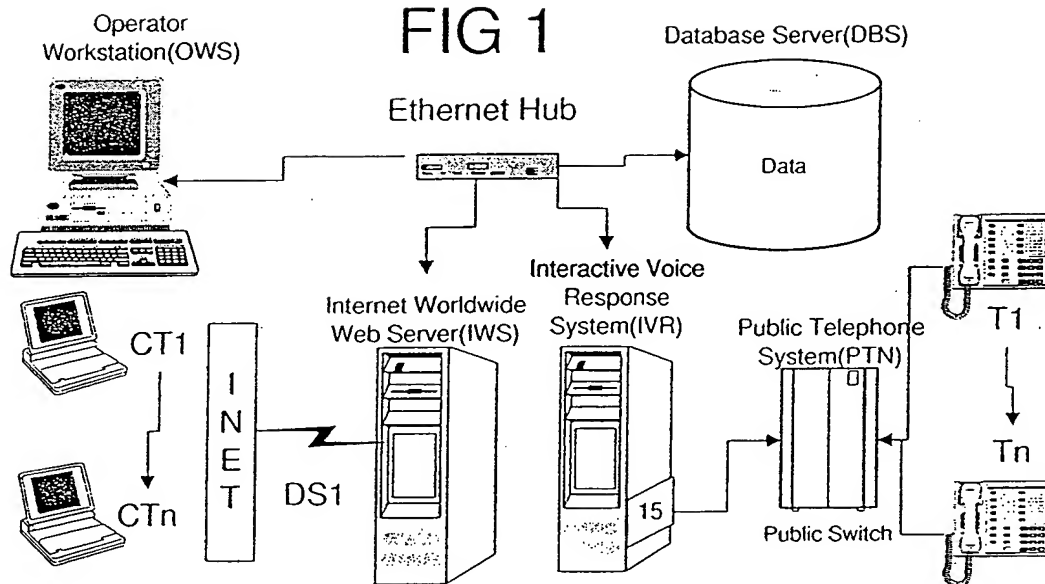 FIG 1
Operator
Workstation(OWS)
Ethernet Hub
Database Server(DBS)
Data
Internet Worldwide
Web Server(IWS)
Interactive Voice
Response
System(IVR)
Public Telephone
System(PTN)
T1
Tn
CT1
CTn
I
N
E
T
DS1
15
Public Switch